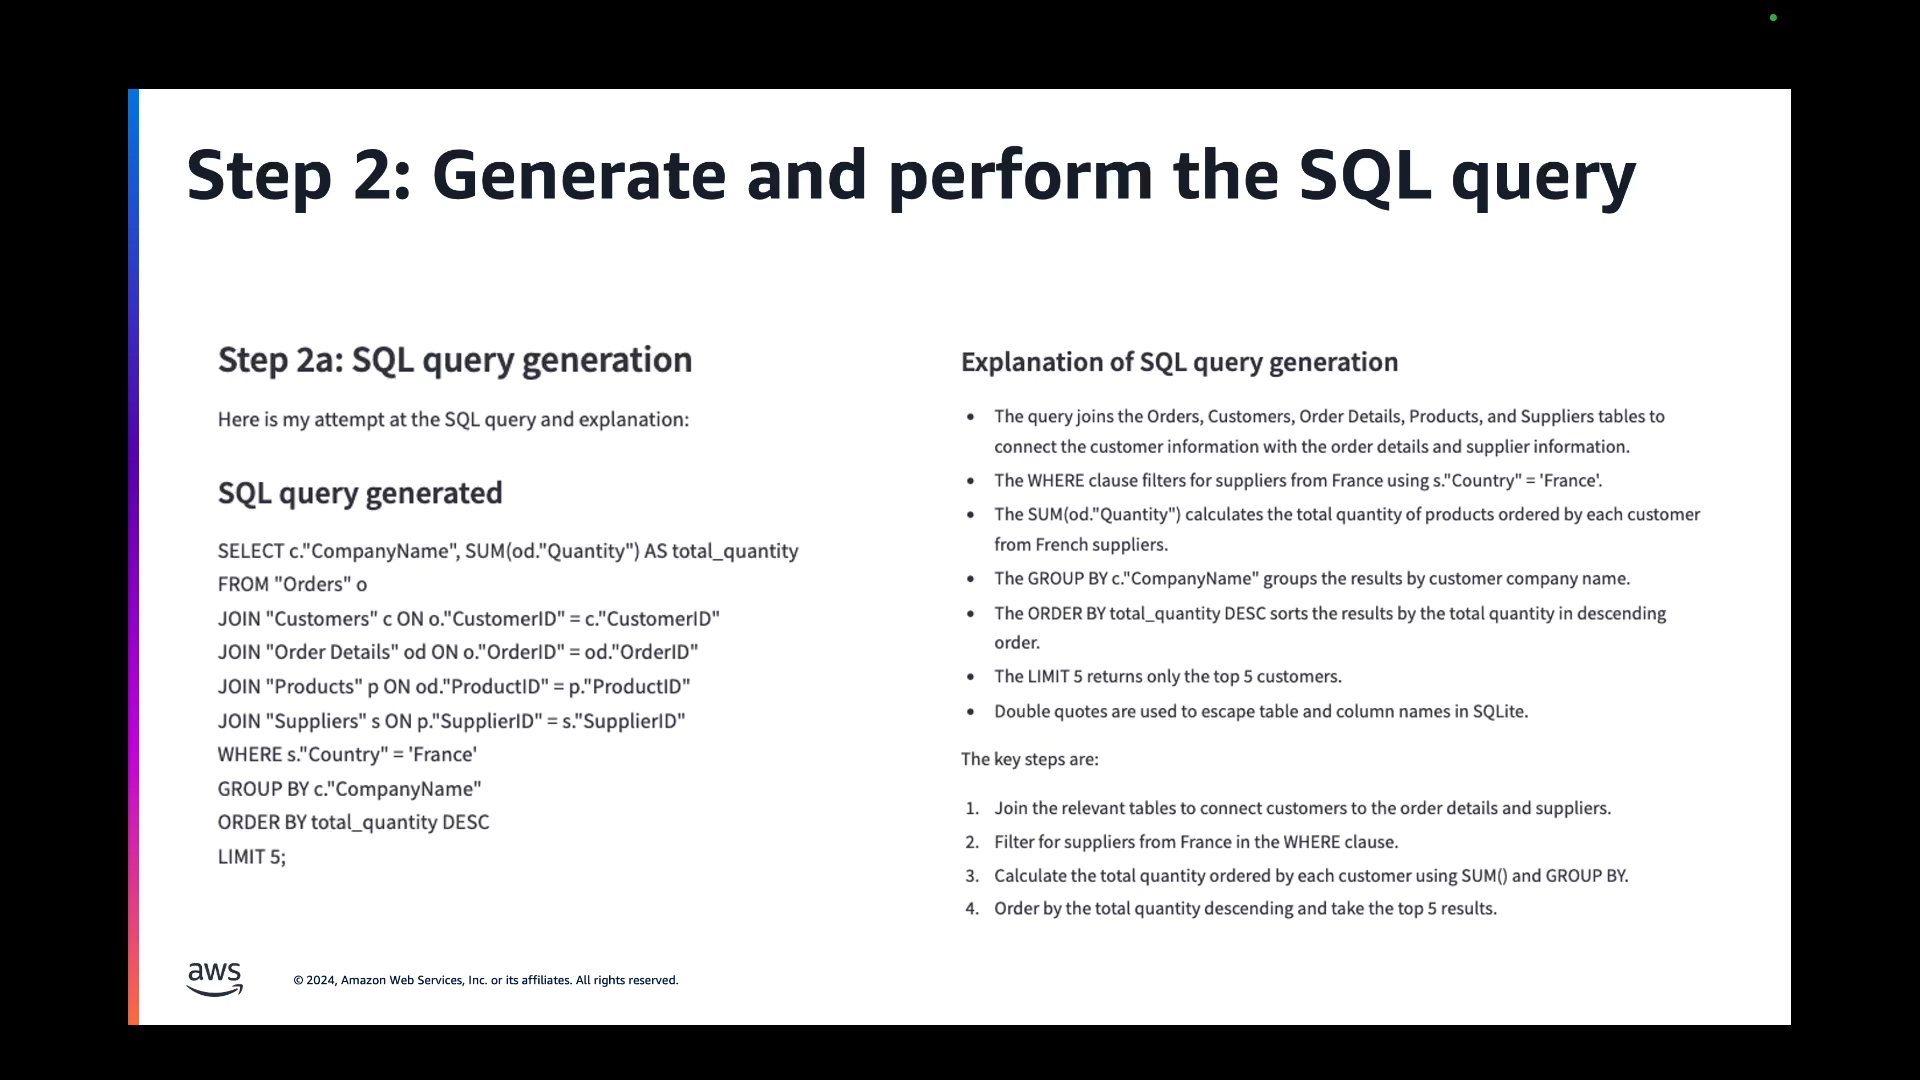 Step 2: Generate and perform the SQL query
Step 2a: SQL query generation
Here is my attempt at the SQL query and explanation:
SQL query generated
SELECT c."CompanyName", SUM(od."Quantity") AS total_quantity
FROM "Orders" o
JOIN "Customers" c ON o."CustomerID" = c."CustomerID"
JOIN "Order Details" od ON o."OrderID" = od."OrderID"
JOIN "Products" p ON od."ProductID" = p."ProductID"
JOIN "Suppliers" s ON p."SupplierID" = s."SupplierID"
WHERE s."Country" = 'France'
GROUP BY c."CompanyName"
ORDER BY total_quantity DESC
LIMIT 5;
Explanation of SQL query generation
• The query joins the Orders, Customers, Order Details, Products, and Suppliers tables to
connect the customer information with the order details and supplier information.
• The WHERE clause filters for suppliers from France using s."Country" = 'France'.
• The SUM(od."Quantity") calculates the total quantity of products ordered by each customer
from French suppliers.
• The GROUP BY c."CompanyName" groups the results by customer company name.
• The ORDER BY total_quantity DESC sorts the results by the total quantity in descending
order.
• The LIMIT 5 returns only the top 5 customers.
• Double quotes are used to escape table and column names in SQLite.
The key steps are:
1. Join the relevant tables to connect customers to the order details and suppliers.
2. Filter for suppliers from France in the WHERE clause.
3. Calculate the total quantity ordered by each customer using SUM() and GROUP BY.
4. Order by the total quantity descending and take the top 5 results.
aws
© 2024, Amazon Web Services, Inc. or its affiliates. All rights reserved.